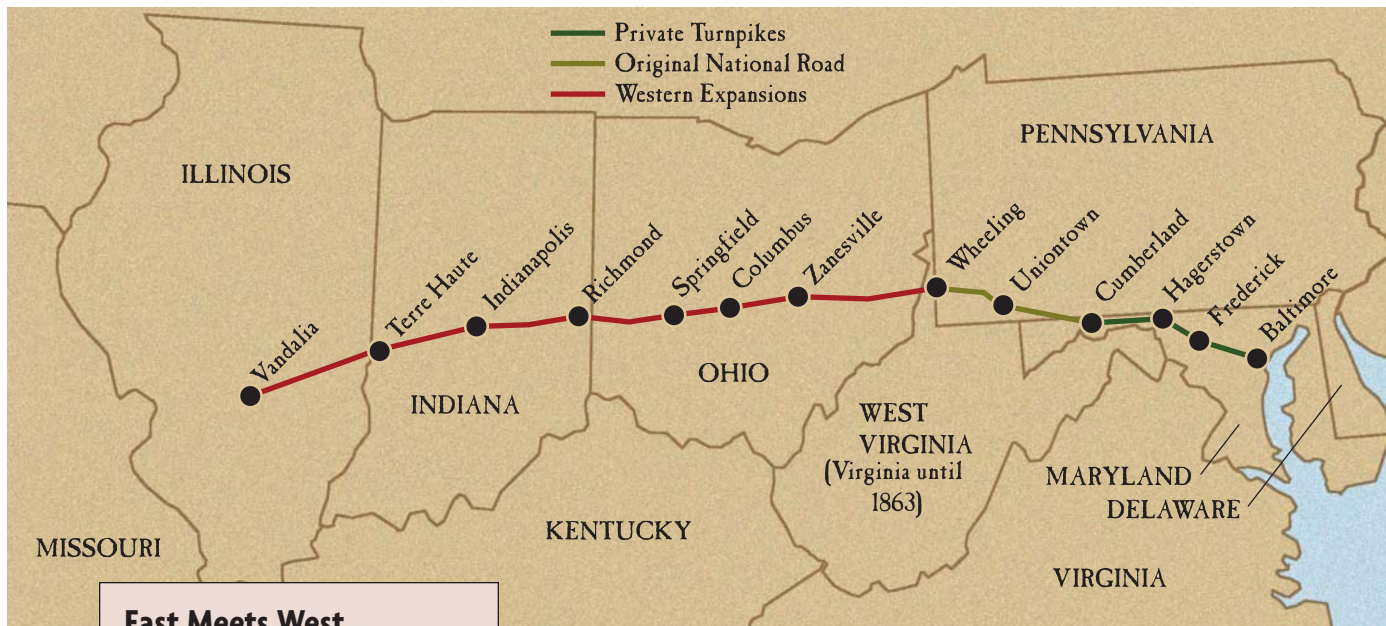 Private Turnpikes
Original National Road
Western Expansions
PENNSYLVANIA
ILLINOIS
Vandalia
Terre Haute
Indianapolis
Richmond
Springfield
Columbus
Zanesville
Wheeling
Uniontown
Cumberland
Hagerstown
Frederick
Baltimore
OHIO
INDIANA
WEST
VIRGINIA
(Virginia until
1863)
MARYLAND
DELAWARE
KENTUCKY
MISSOURI
VIRGINIA
East Meets West